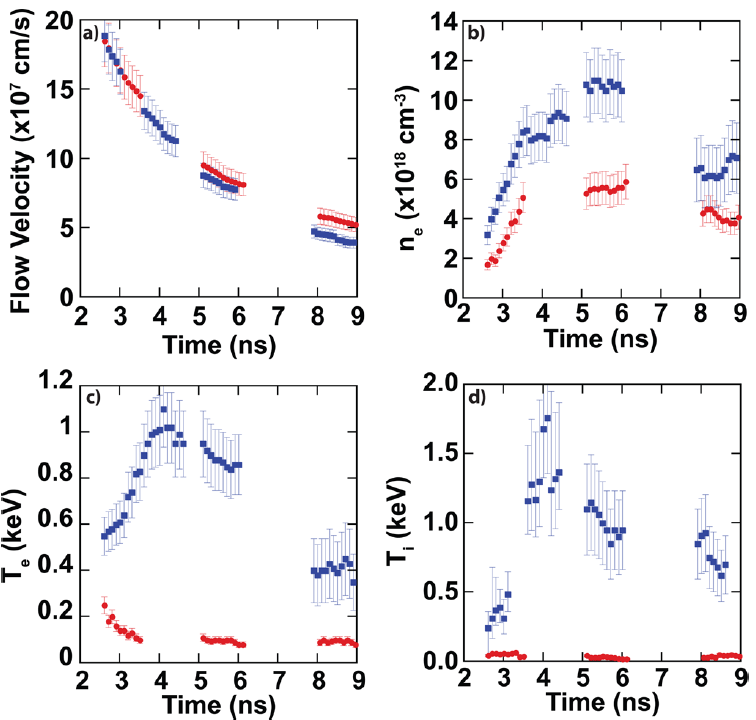 a)
Flow Velocity (x10⁷ cm/s)
20
15
10
5
0
2 3 4 5 6 7 8 9
Time (ns)
b)
nₑ (x10¹⁸ cm⁻³)
14
12
10
8
6
4
2
0
2 3 4 5 6 7 8 9
Time (ns)
c)
Tₑ (keV)
1.2
1
0.8
0.6
0.4
0.2
0
2 3 4 5 6 7 8 9
Time (ns)
d)
Tᵢ (keV)
2.0
1.5
1.0
0.5
0.0
2 3 4 5 6 7 8 9
Time (ns)